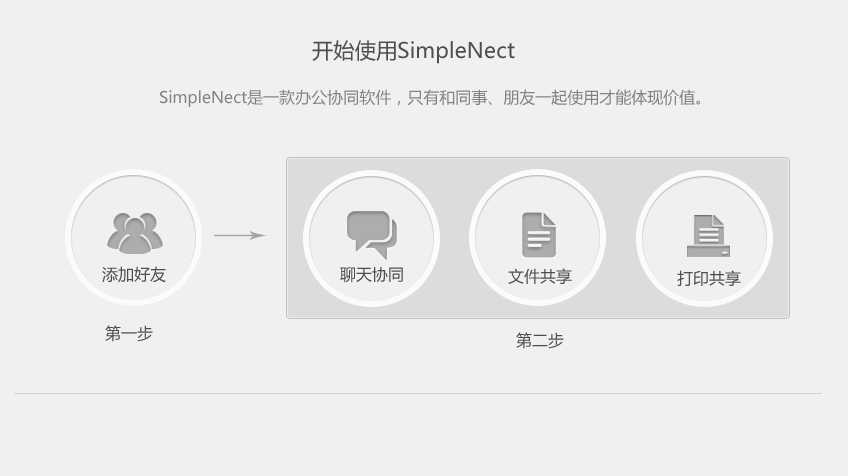 开始使用SimpleNect
SimpleNect是一款办公协同软件，只有和同事、朋友一起使用才能体现价值。
添加好友
聊天协同
文件共享
打印共享
第一步
第二步